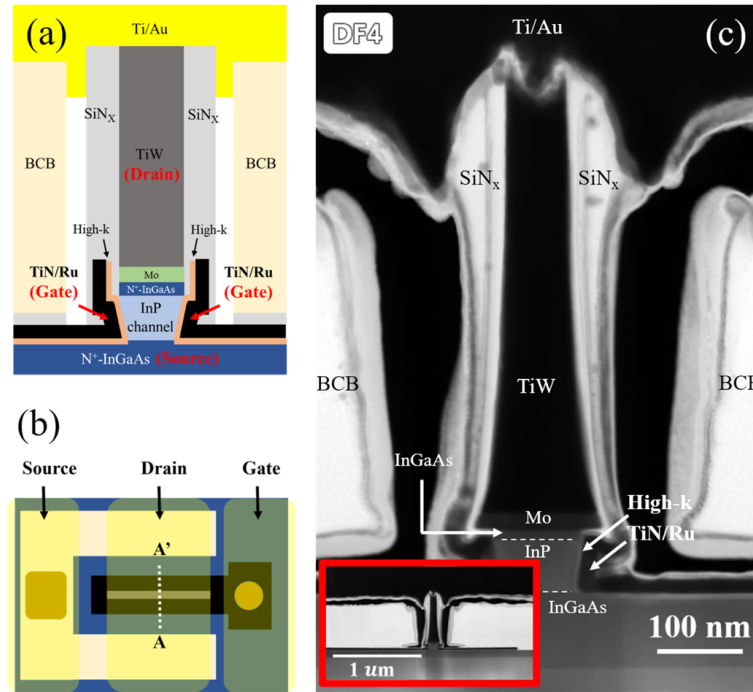 (a)
Ti/Au
SiNX
SiNX
BCB
BCB
TiW
(Drain)
High-k
High-k
TiN/Ru
(Gate)
TiN/Ru
(Gate)
Mo
N+-InGaAs
InP
channel
N+-InGaAs (Source)
(b)
Source
Drain
Gate
A'
A
DF4
Ti/Au
(c)
SiNx
SiNx
BCB
BCB
TiW
InGaAs
Mo
InP
High-k
TiN/Ru
InGaAs
1 um
100 nm